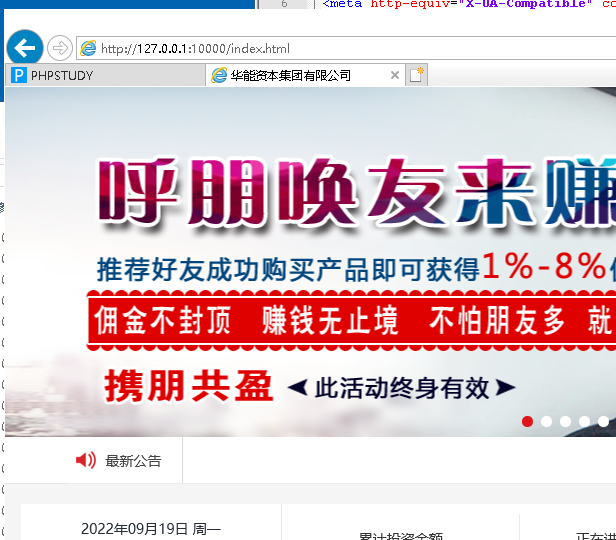 6 <meta http-equiv="X-UA-Compatible"
http://127.0.0.1:10000/index.html
PHPSTUDY 华能资本集团有限公司
呼朋唤友来赚
推荐好友成功购买产品即可获得1%-8%
佣金不封顶 赚钱无止境 不怕朋友多 就
携朋共盈 此活动终身有效
最新公告
2022年09月19日 周一
累计投资金额
正在进